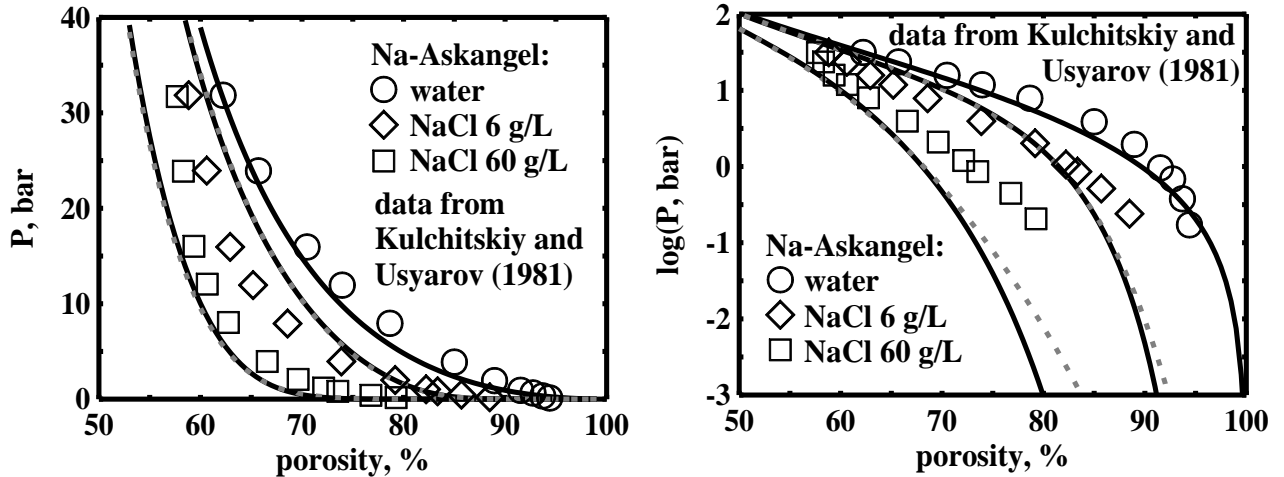 40
30
20
10
0
P, bar
50
60
70
80
90
100
porosity, %
Na-Askangel:
water
NaCl 6 g/L
NaCl 60 g/L
data from
Kulchitskiy and
Usyarov (1981)
2
1
0
-1
-2
-3
log(P, bar)
50
60
70
80
90
100
porosity, %
data from Kulchitskiy and
Usyarov (1981)
Na-Askangel:
water
NaCl 6 g/L
NaCl 60 g/L